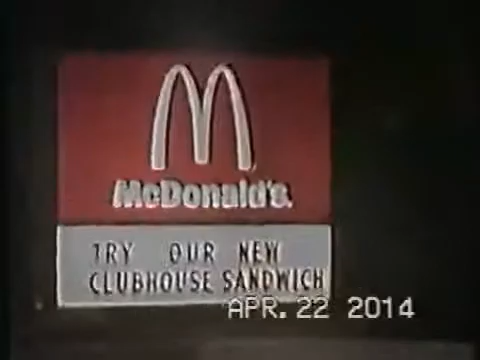 McDonald's.
TRY OUR NEW
CLUBHOUSE SANDWICH
APR. 22 2014